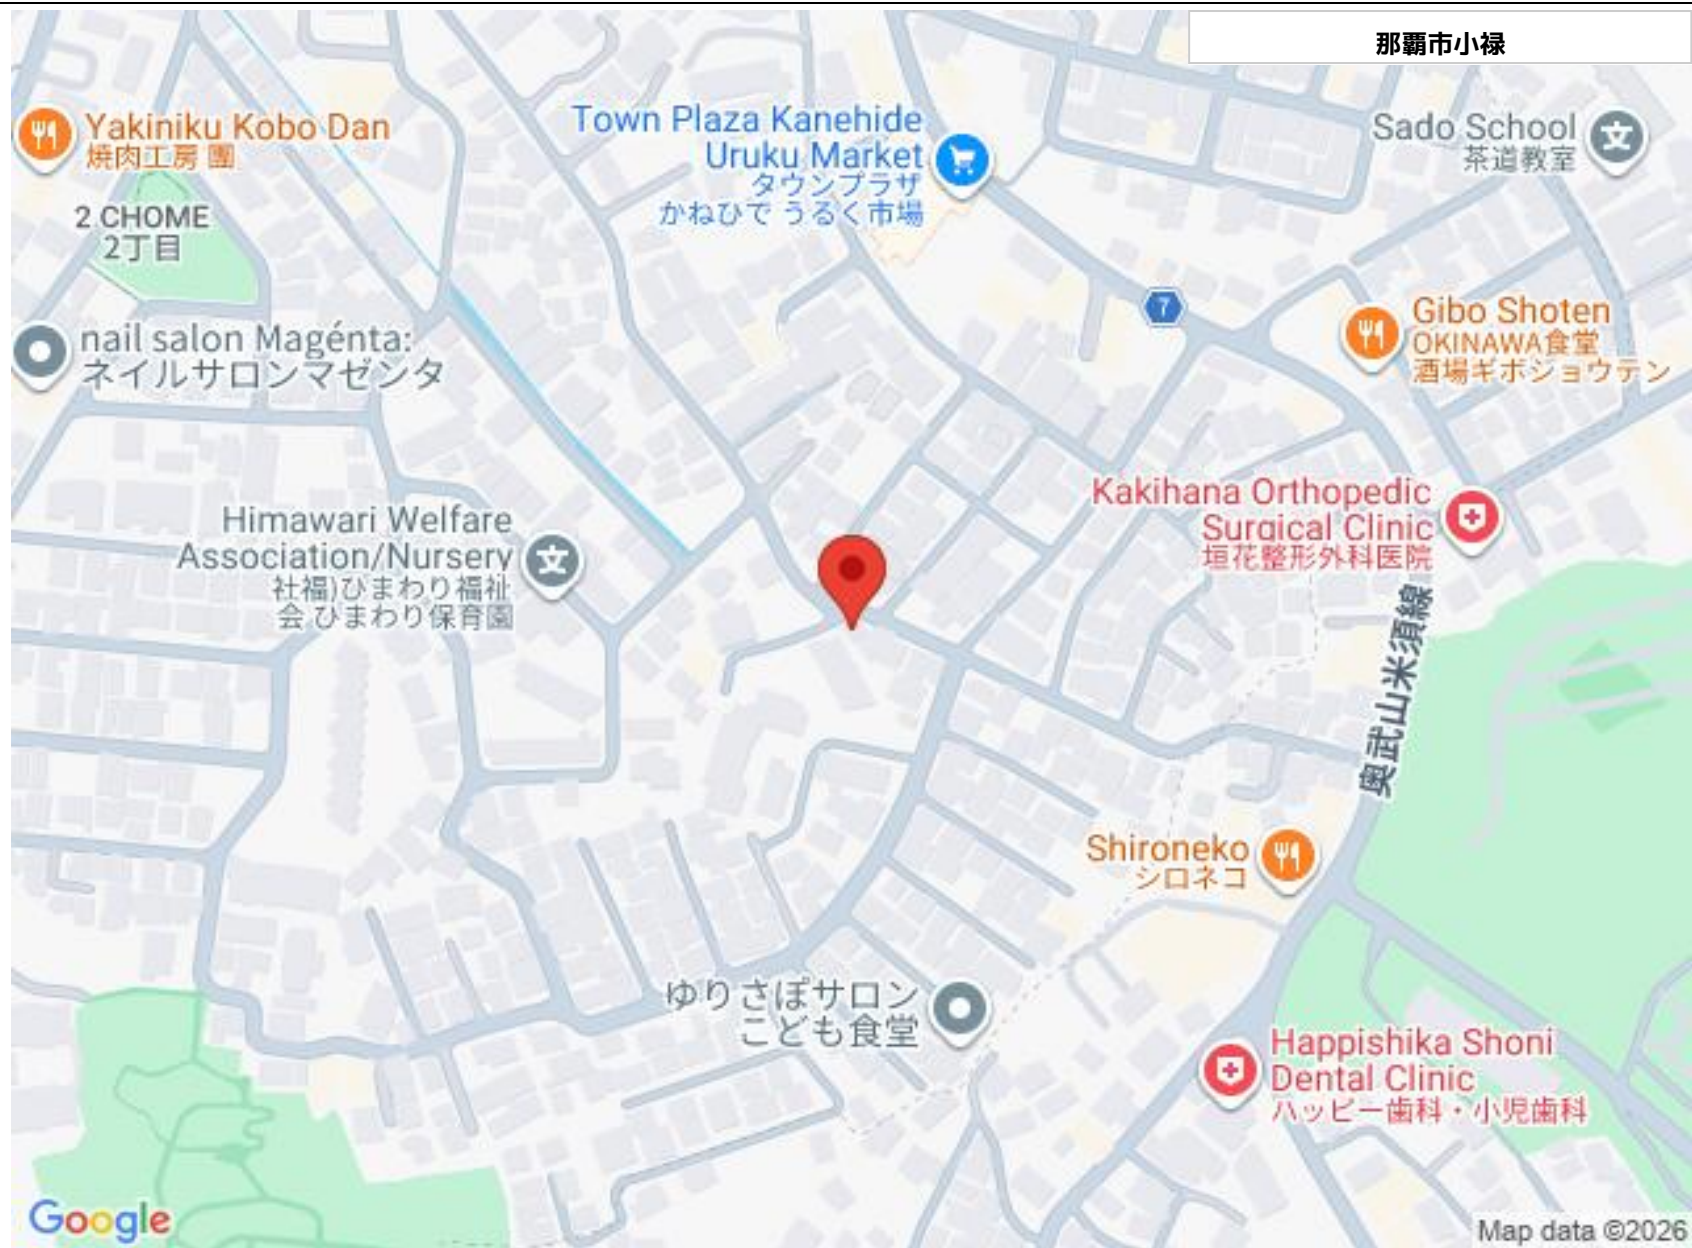 那覇市小禄
Yakiniku Kobo Dan
焼肉工房 團
Town Plaza Kanehide
Uruku Market
タウンプラザ
かねひで うるく市場
Sado School
茶道教室
2 CHOME
2丁目
nail salon Magénta:
ネイルサロンマゼンタ
7
Gibo Shoten
OKINAWA食堂
酒場ギボショウテン
Kakihana Orthopedic
Surgical Clinic
垣花整形外科医院
Himawari Welfare
Association/Nursery
社福)ひまわり福祉
会 ひまわり保育園
奥武山米須線
Shironeko
シロネコ
ゆりさぽサロン
こども食堂
Happishika Shoni
Dental Clinic
ハッピー歯科・小児歯科
Google
Map data ©2026